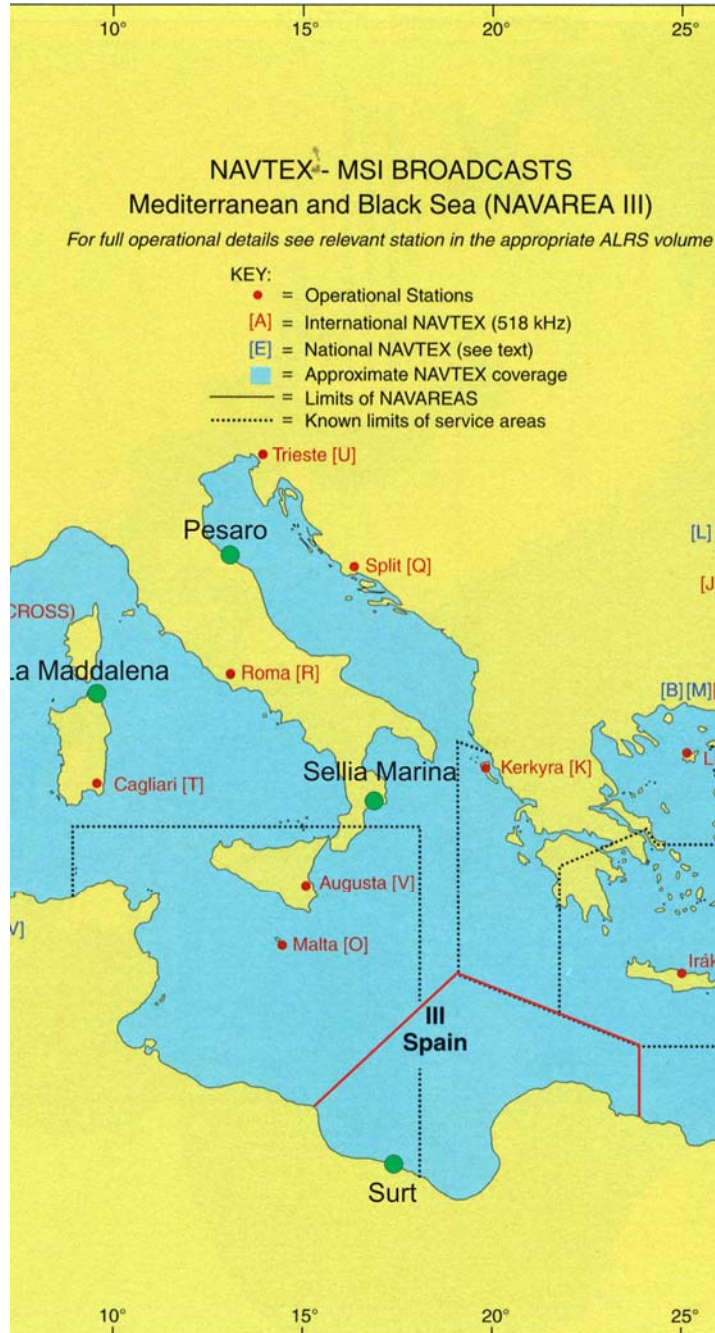 10° 15° 20° 25°
NAVTEX - MSI BROADCASTS
Mediterranean and Black Sea (NAVAREA III)
For full operational details see relevant station in the appropriate ALRS volume
KEY:
= Operational Stations
[A] = International NAVTEX (518 kHz)
[E] = National NAVTEX (see text)
= Approximate NAVTEX coverage
= Limits of NAVAREAS
= Known limits of service areas
Trieste [U]
Pesaro
[L]
Split [Q]
[J
CROSS)
La Maddalena
Roma [R]
[B] [M]
L
Kerkyra [K]
Sellia Marina
Cagliari [T]
Augusta [V]
V]
Malta [O]
Irák
III
Spain
Surt
10° 15° 20° 25°